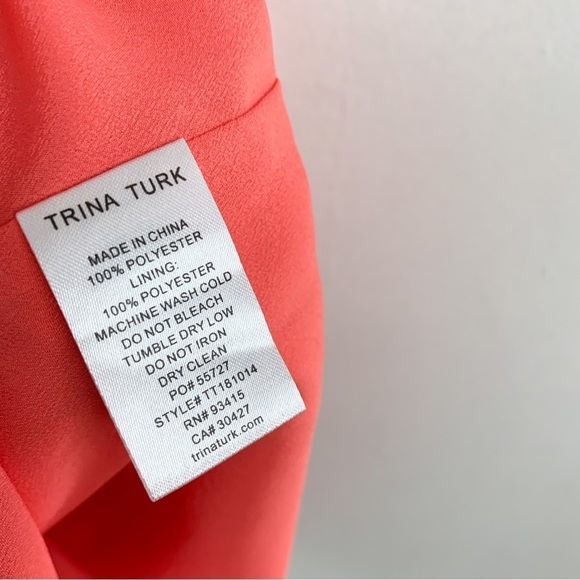 TRINA TURK
MADE IN CHINA
100% POLYESTER
LINING:
100% POLYESTER
MACHINE WASH COLD
DO NOT BLEACH
TUMBLE DRY LOW
DO NOT IRON
DRY CLEAN
PO# 55727
STYLE# TT181014
RN# 93415
CA# 30427
trinaturk.com